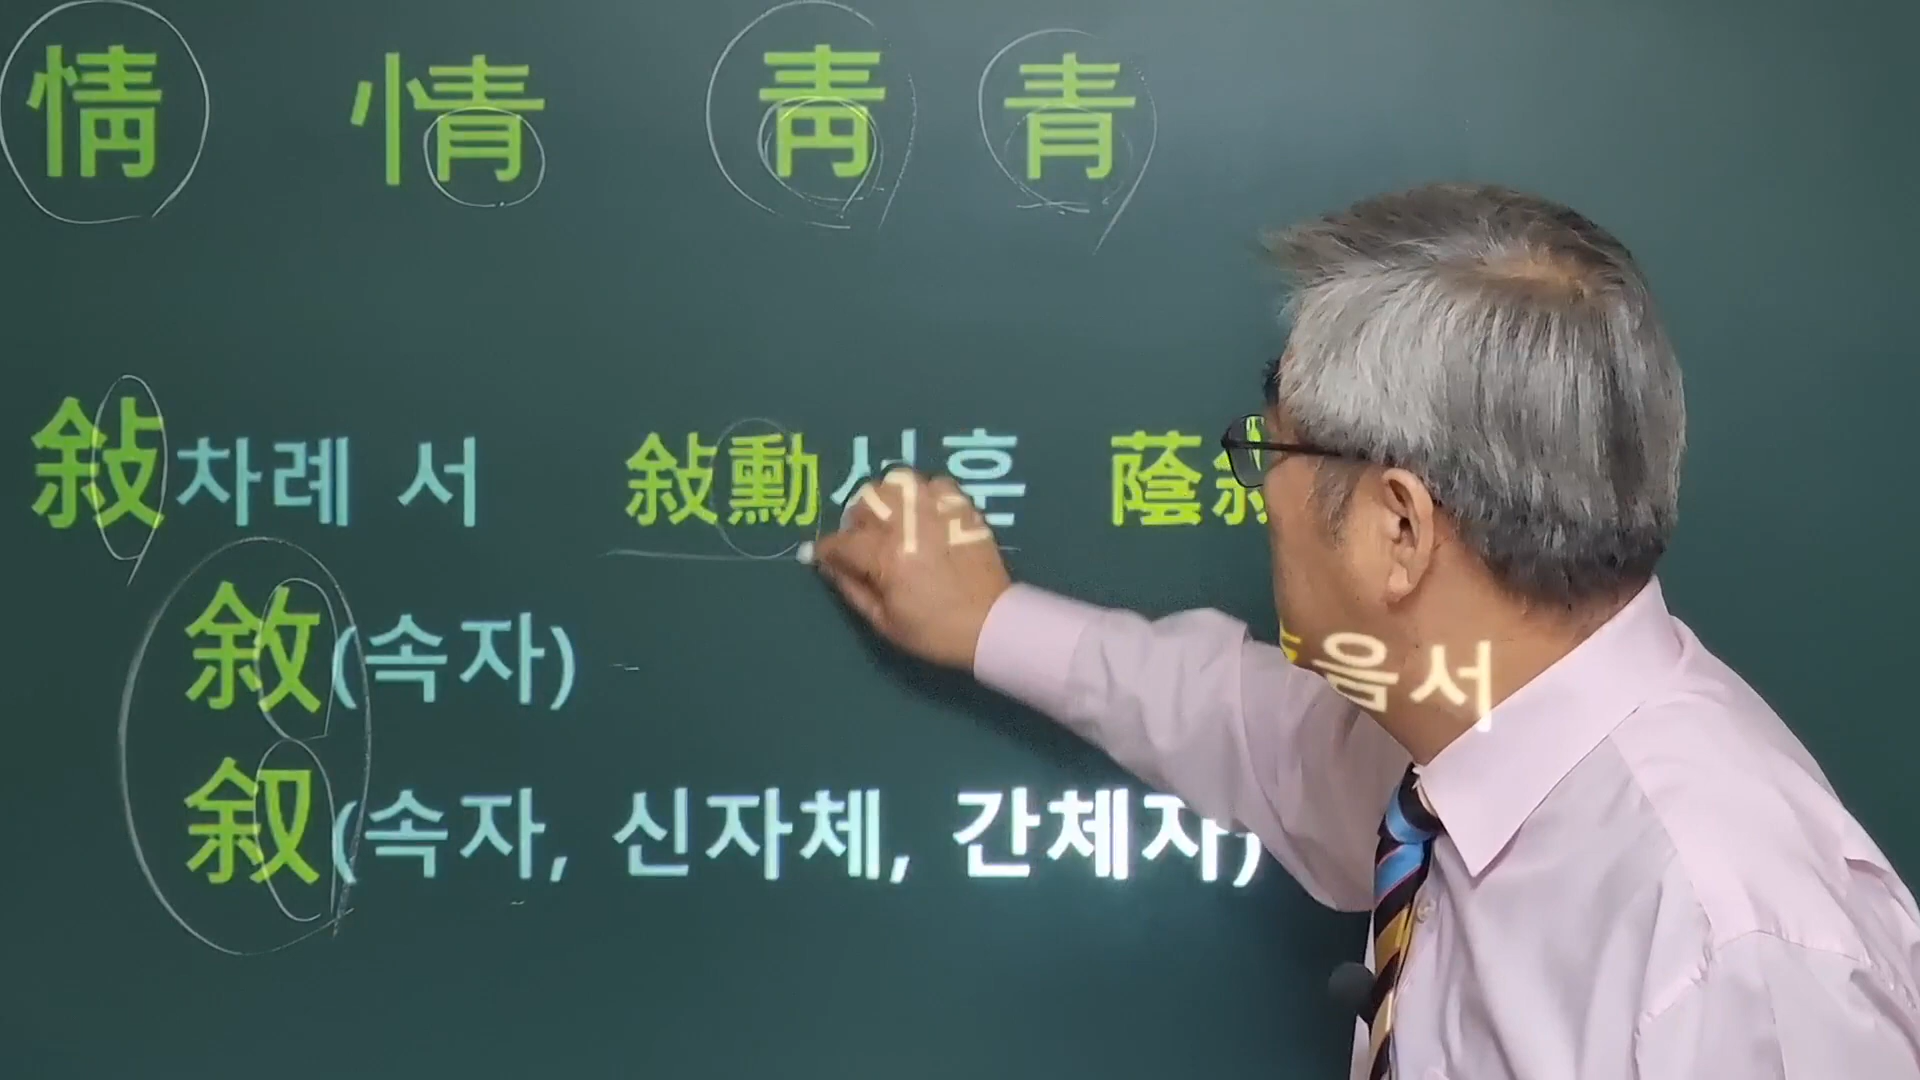 情 情 靑 青
敍 차례 서 敍勳 서훈 蔭敍
음서
敘 (속자)
叙 (속자, 신자체, 간체자)